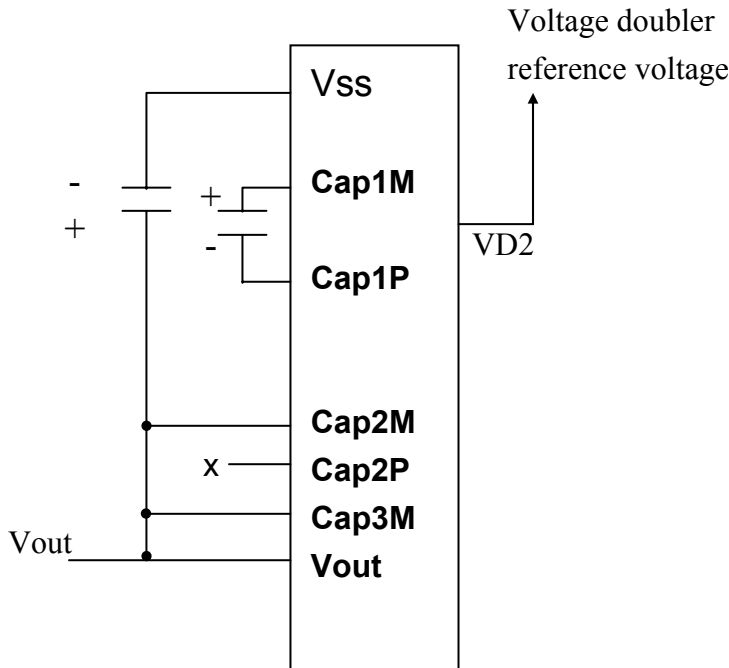 Voltage doubler
reference voltage
Vss
-
+
+
-
Cap1M
VD2
Cap1P
Cap2M
x
Cap2P
Cap3M
Vout
Vout